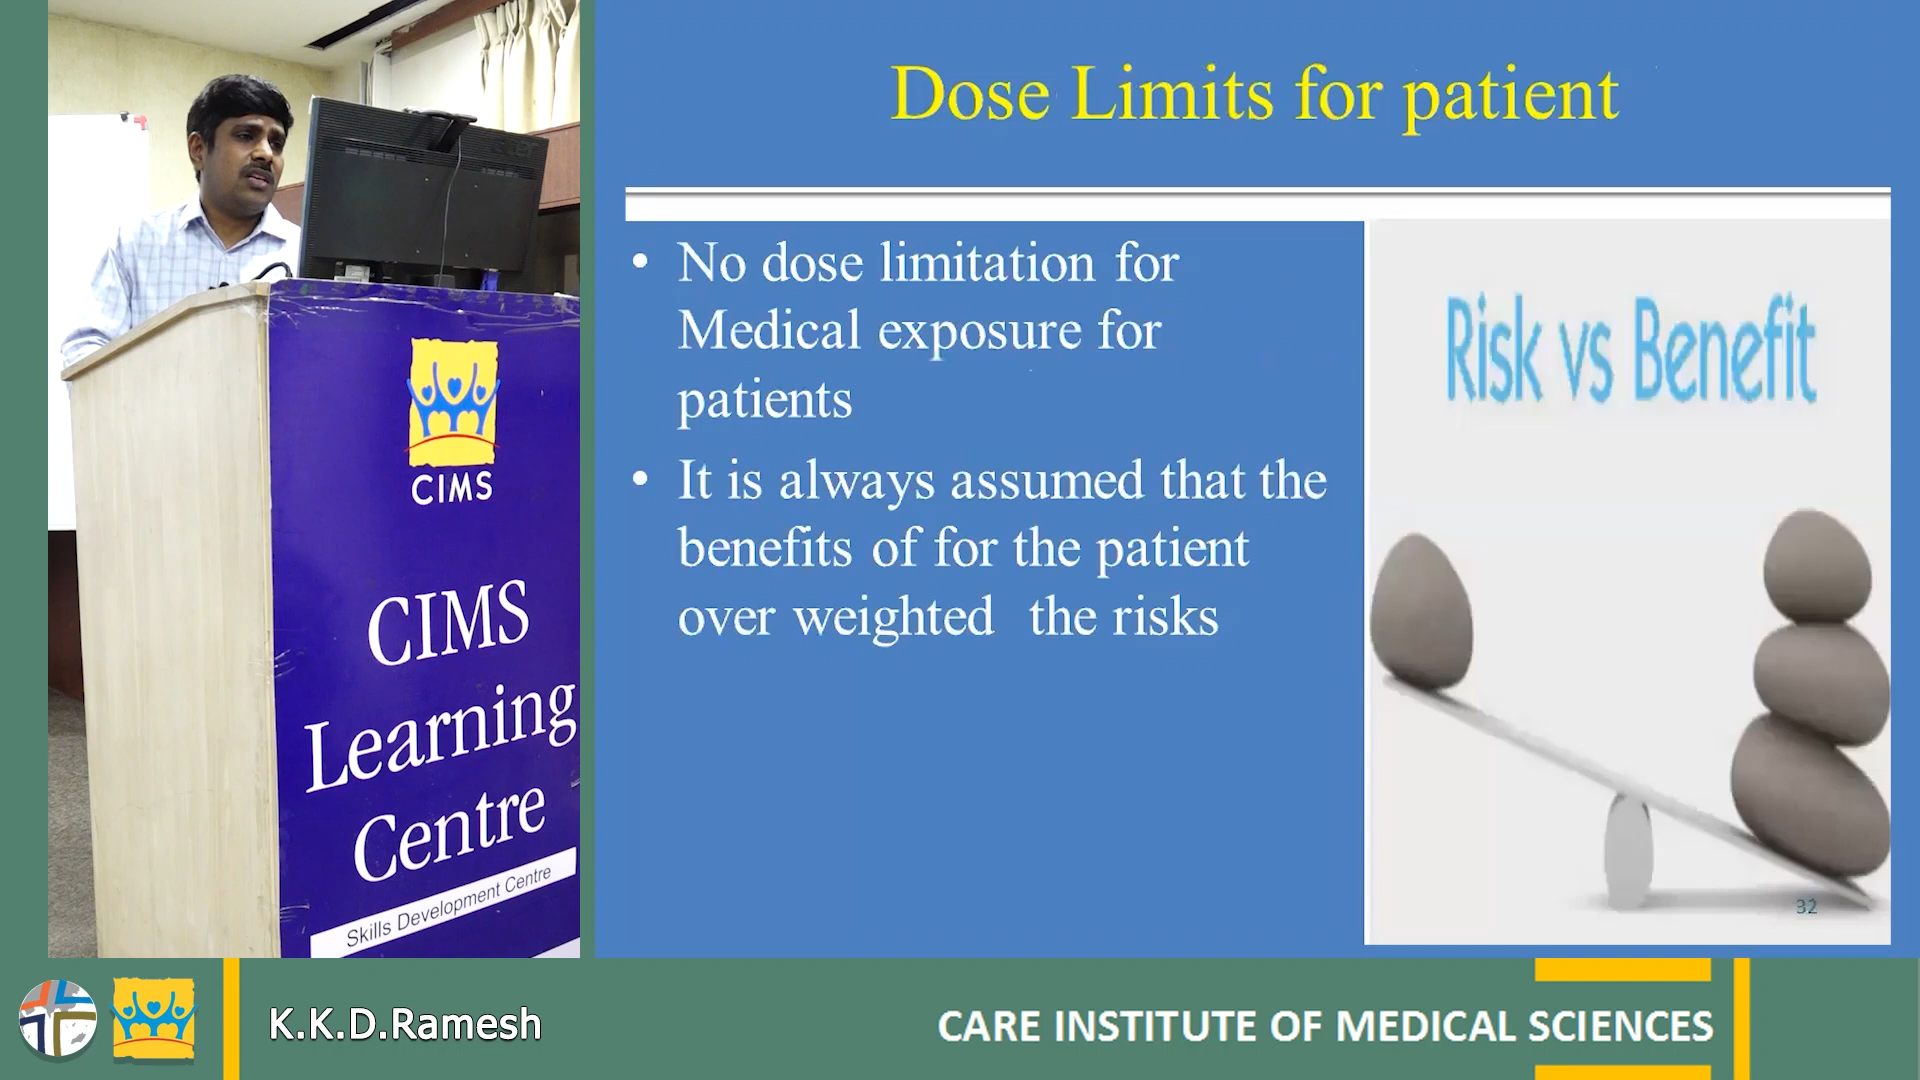 Dose Limits for patient
• No dose limitation for
Medical exposure for
patients
• It is always assumed that the
benefits of for the patient
over weighted the risks
Risk vs Benefit
32
acer
CIMS
CIMS
Learning
Centre
Skills Development Centre
K.K.D.Ramesh
CARE INSTITUTE OF MEDICAL SCIENCES